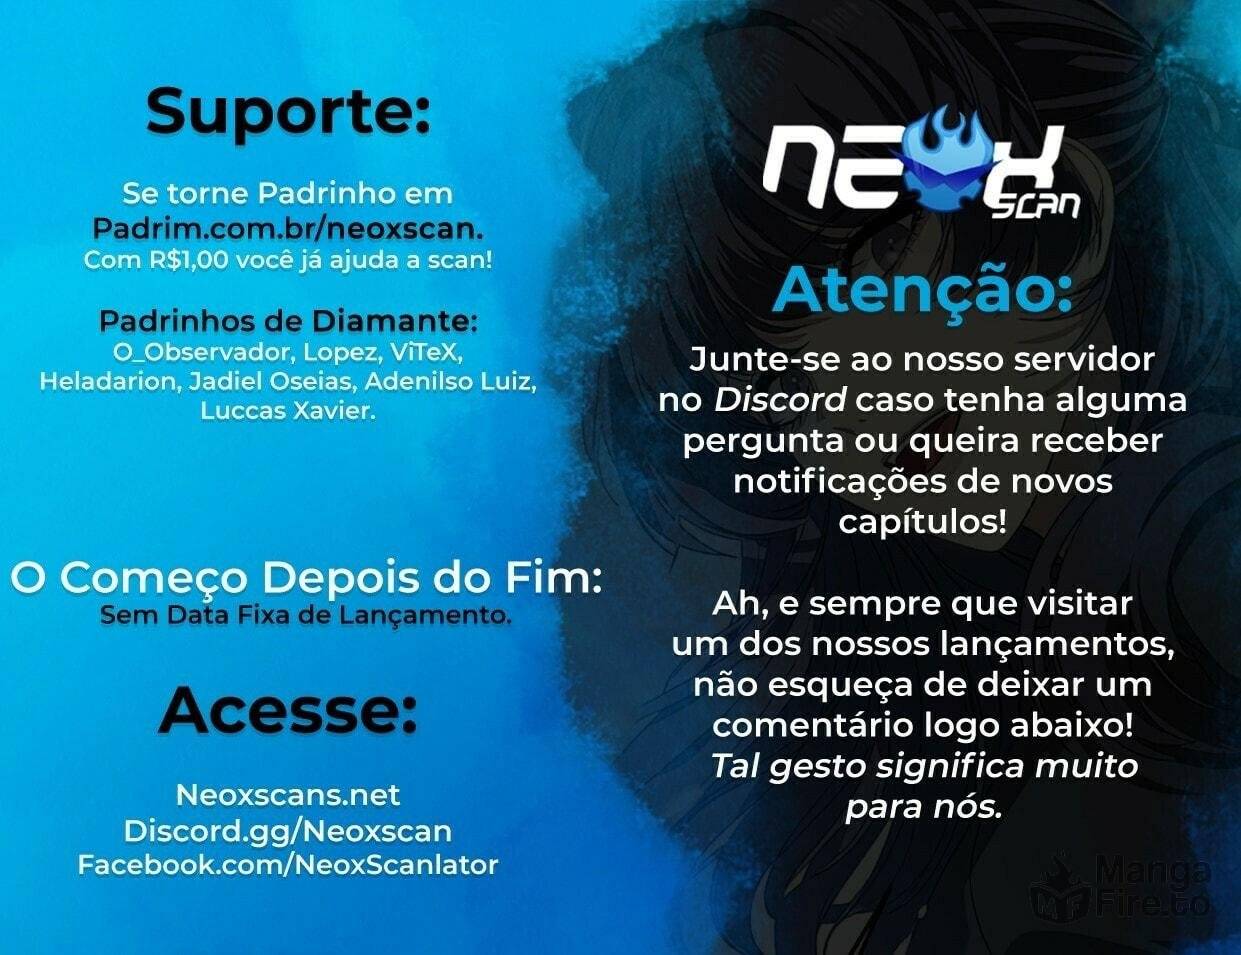 Suporte:
Se torne Padrinho em
Padrim.com.br/neoxscan.
Com R$1,00 você já ajuda a scan!
Padrinhos de Diamante:
O_Observador, Lopez, ViTeX,
Heladarion, Jadiel Oseias, Adenilso Luiz,
Luccas Xavier.
O Começo Depois do Fim:
Sem Data Fixa de Lançamento.
Acesse:
Neoxscans.net
Discord.gg/Neoxscan
Facebook.com/NeoxScanlator
NEOX
SCAN
Atenção:
Junte-se ao nosso servidor
no Discord caso tenha alguma
pergunta ou queira receber
notificações de novos
capítulos!
Ah, e sempre que visitar
um dos nossos lançamentos,
não esqueça de deixar um
comentário logo abaixo!
Tal gesto significa muito
para nós.
MF
Manga
Fire.to